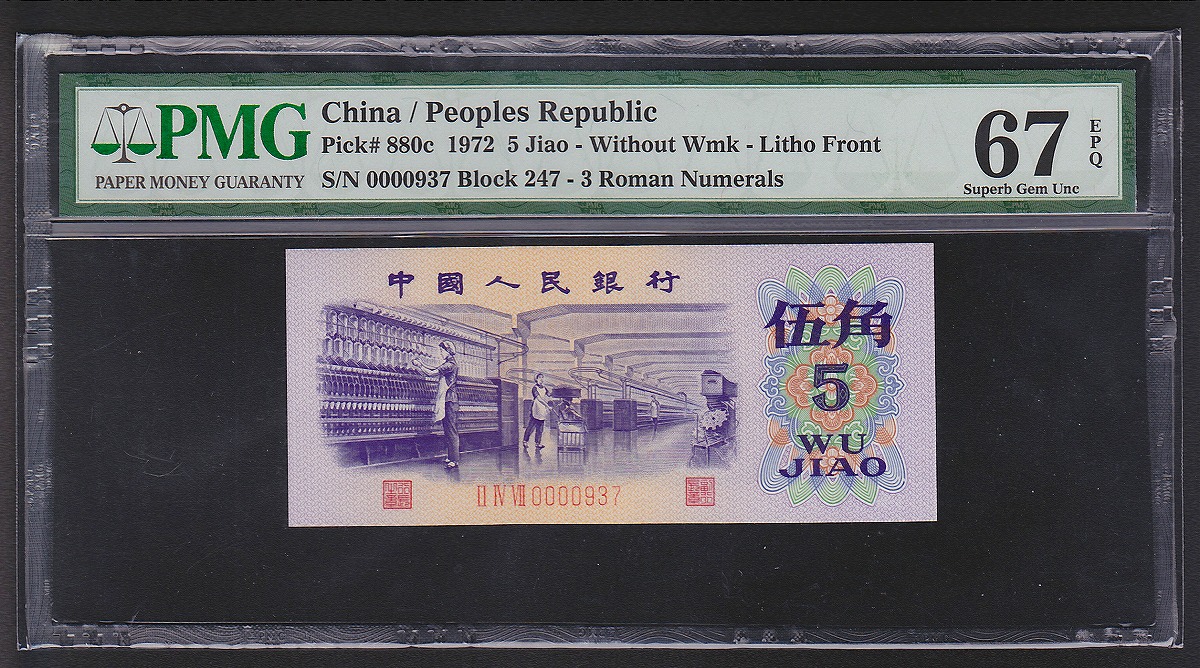 PMG
PAPER MONEY GUARANTY
China / Peoples Republic
Pick# 880c 1972 5 Jiao - Without Wmk - Litho Front
S/N 0000937 Block 247 - 3 Roman Numerals
67
EPQ
Superb Gem Unc
中國人民銀行
伍角
5
WU
JIAO
II IV VII 0000937